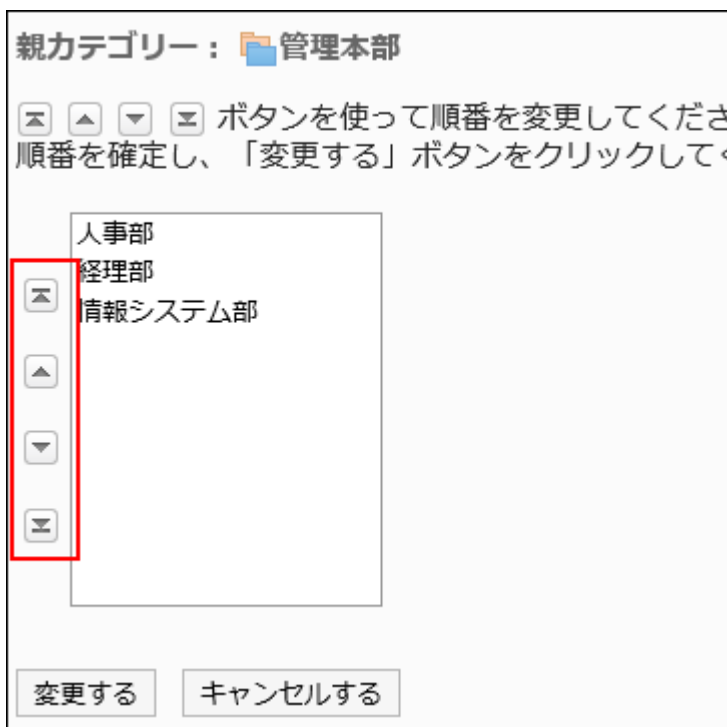 親カテゴリー： 管理本部
ボタンを使って順番を変更してくださ
順番を確定し、「変更する」ボタンをクリックして
人事部
経理部
情報システム部
変更する
キャンセルする